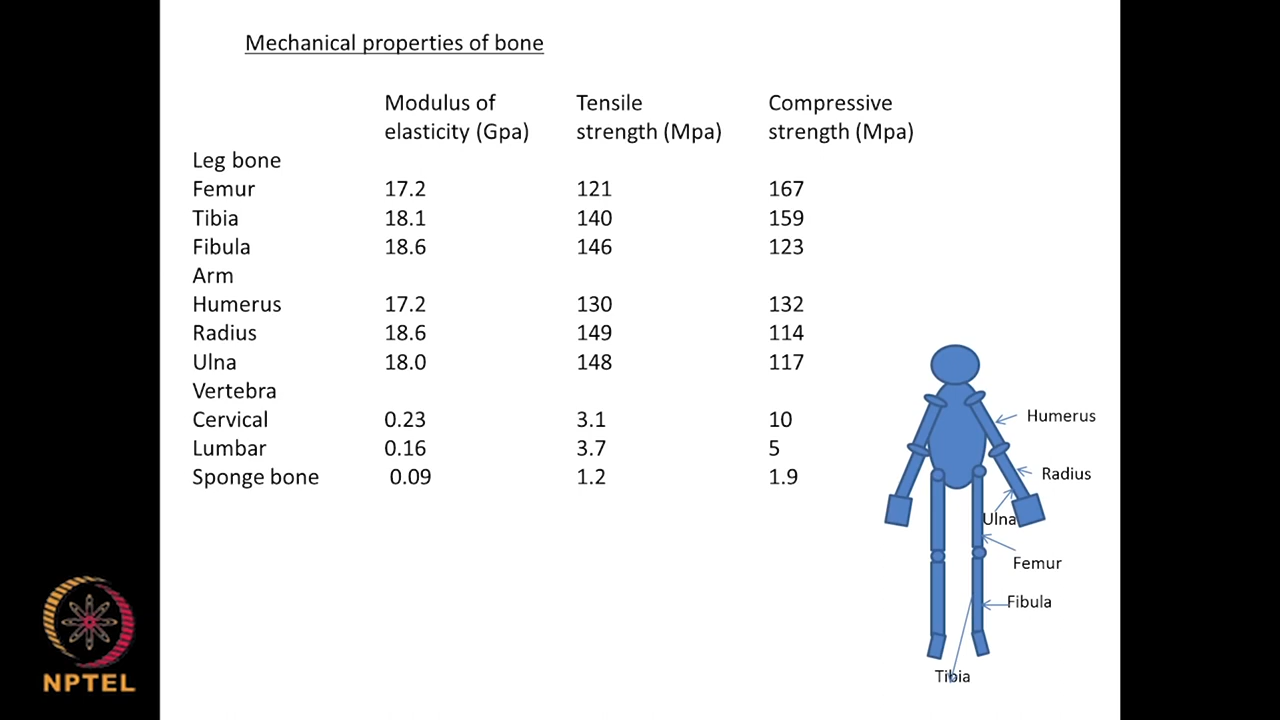 Mechanical properties of bone
Modulus of elasticity (Gpa) Tensile strength (Mpa) Compressive strength (Mpa)
Leg bone
Femur 17.2 121 167
Tibia 18.1 140 159
Fibula 18.6 146 123
Arm
Humerus 17.2 130 132
Radius 18.6 149 114
Ulna 18.0 148 117
Vertebra
Cervical 0.23 3.1 10
Lumbar 0.16 3.7 5
Sponge bone 0.09 1.2 1.9
Humerus
Radius
Ulna
Femur
Fibula
Tibia
NPTEL